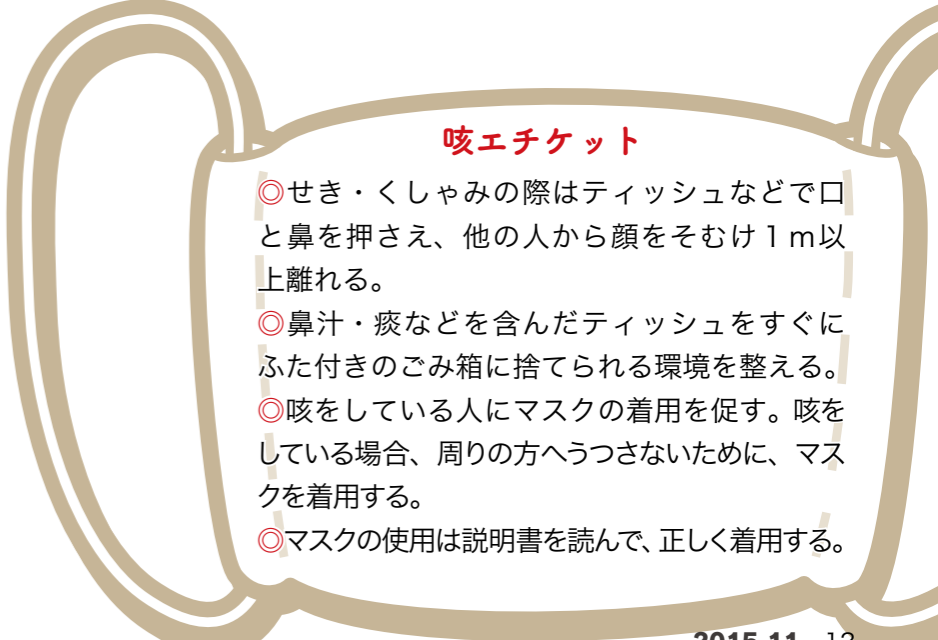 咳エチケット
◎せき・くしゃみの際はティッシュなどで口
と鼻を押さえ、他の人から顔をそむけ１ｍ以
上離れる。
◎鼻汁・痰などを含んだティッシュをすぐに
ふた付きのごみ箱に捨てられる環境を整える。
◎咳をしている人にマスクの着用を促す。咳を
している場合、周りの方へうつさないために、マス
クを着用する。
◎マスクの使用は説明書を読んで、正しく着用する。
2015-11 12